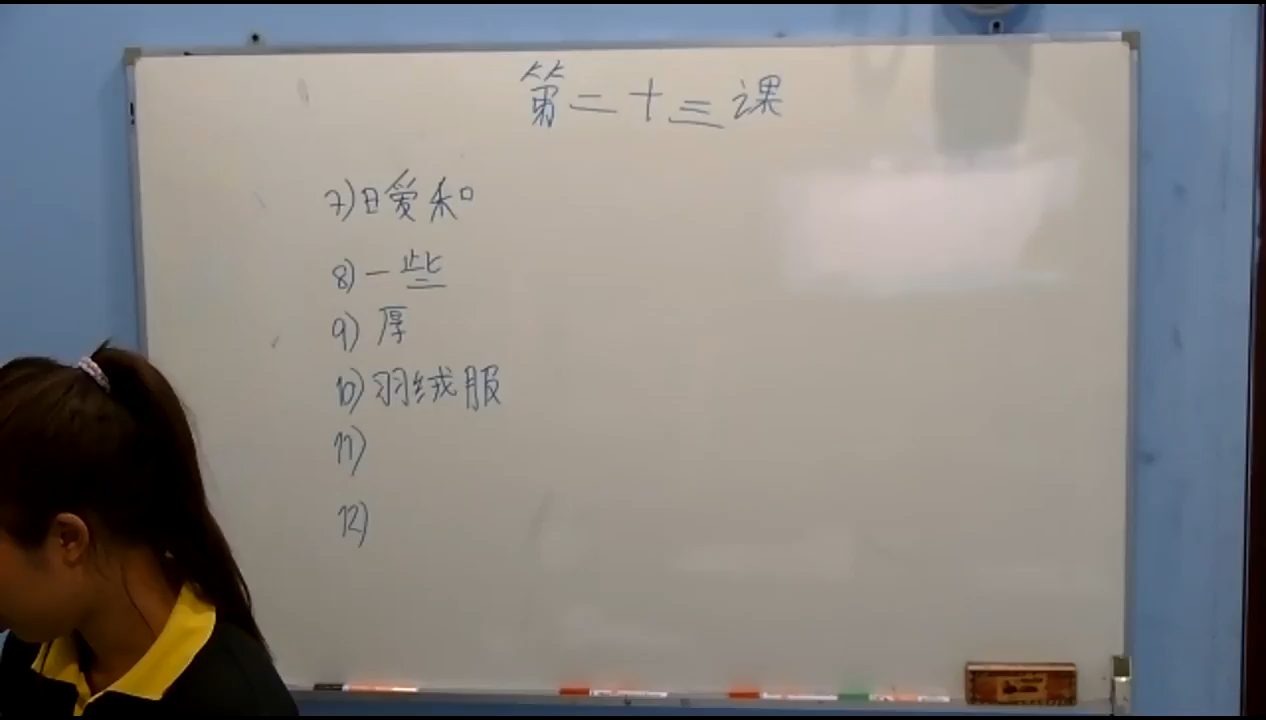 第二十三课
7) 暖和
8) 一些
9) 厚
10) 羽绒服
11)
12)